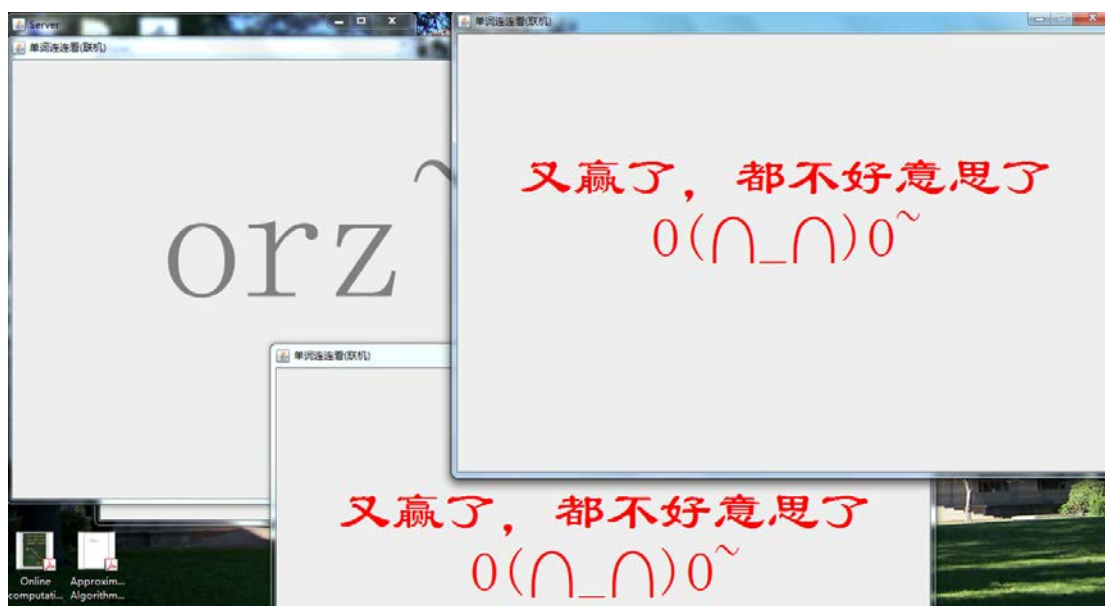 Server
单词连连看(联机)
单词连连看(联机)
~
orz
又赢了，都不好意思了
O(∩_∩)O~
单词连连看(联机)
又赢了，都不好意思了
O(∩_∩)O~
Online
computati...
Approxim...
Algorithm...